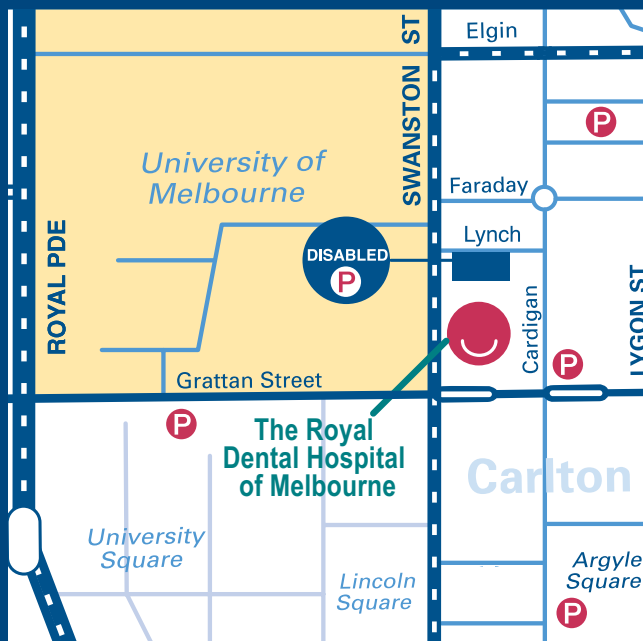 Elgin
SWANSTON ST
P
University of
Melbourne
Faraday
ROYAL PDE
Lynch
DISABLED
P
Cardigan
LYGON ST
P
Grattan Street
P
The Royal
Dental Hospital
of Melbourne
Carlton
University
Square
Argyle
Square
Lincoln
Square
P